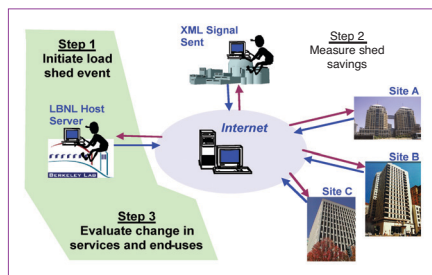 Step 1
Initiate load
shed event
XML Signal
Sent
Step 2
Measure shed
savings
LBNL Host
Server
BERKELEY LAB
Internet
Site A
Site B
Site C
Step 3
Evaluate change in
services and end-uses